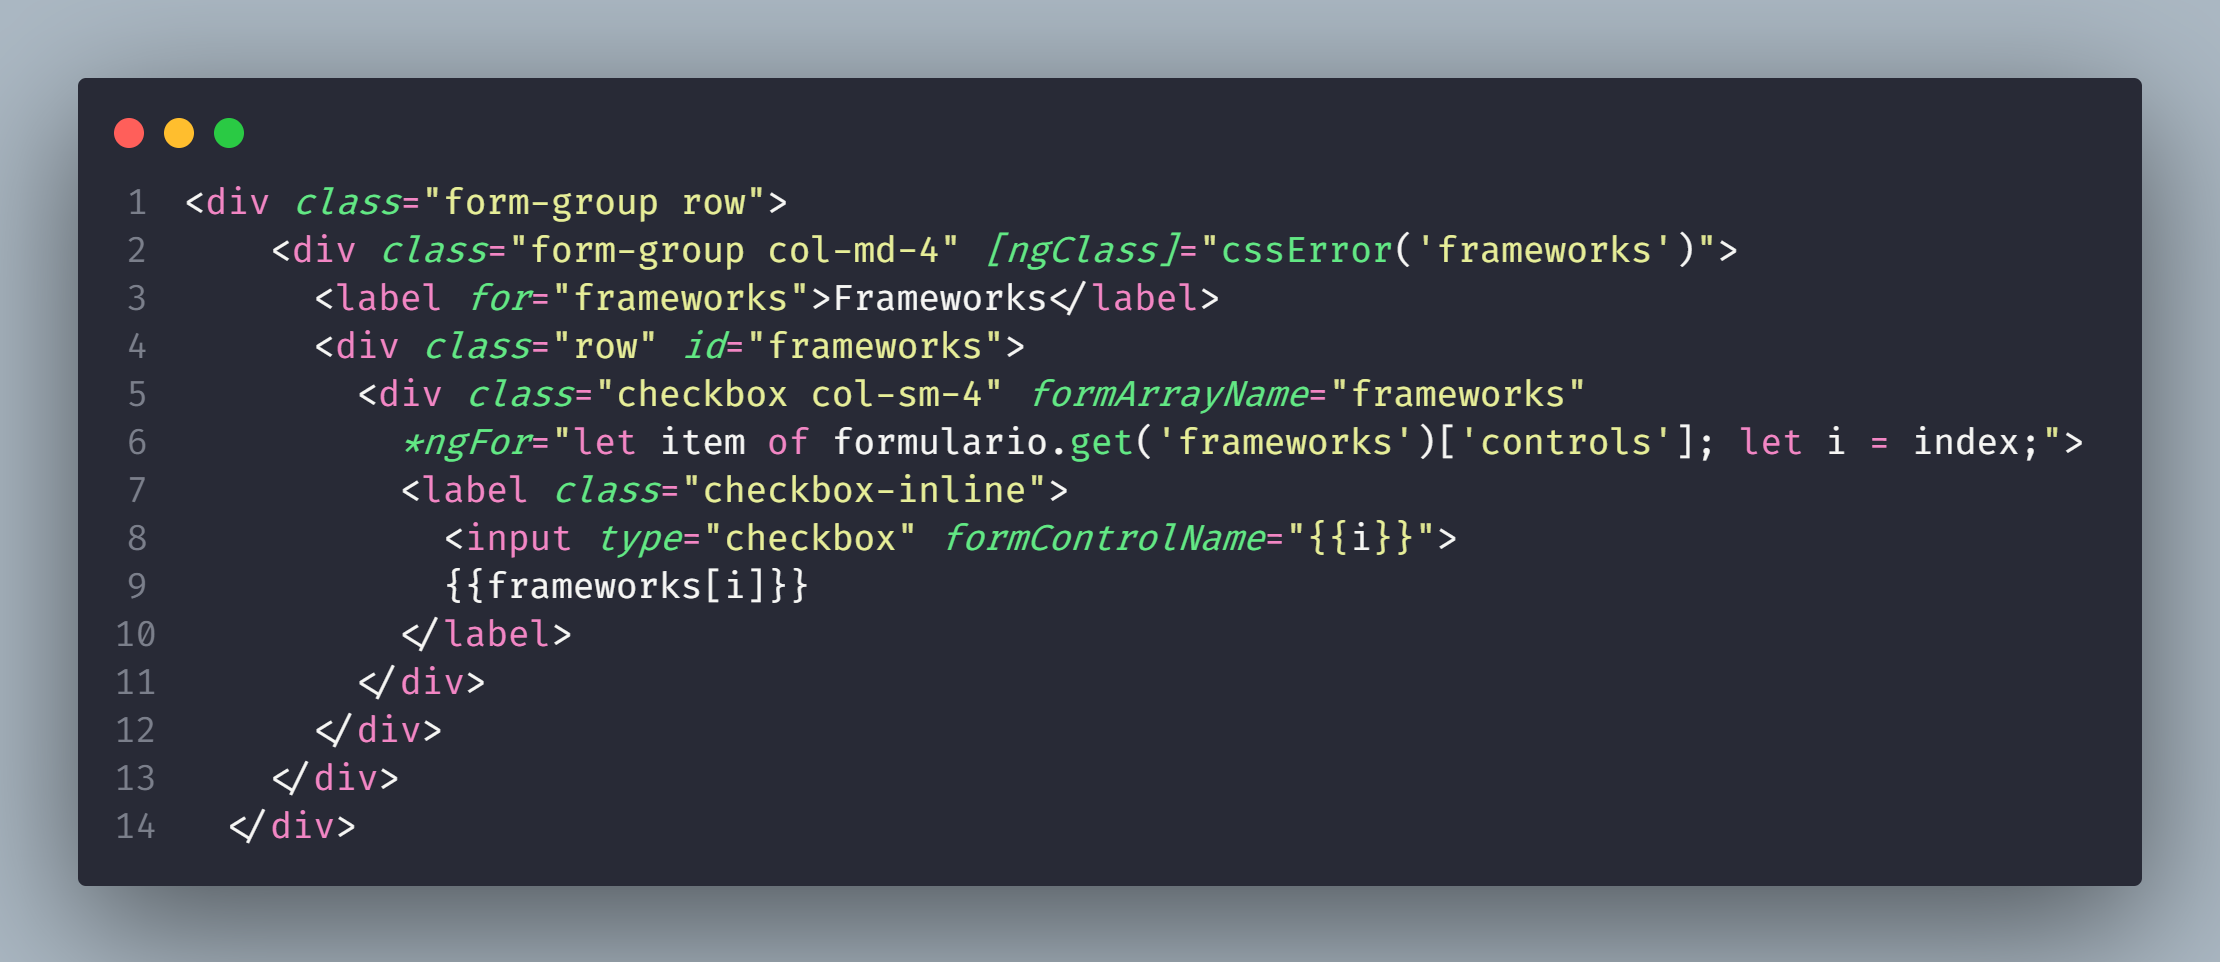 1 <div class="form-group row">
2     <div class="form-group col-md-4" [ngClass]="cssError('frameworks')">
3       <label for="frameworks">Frameworks</label>
4       <div class="row" id="frameworks">
5         <div class="checkbox col-sm-4" formArrayName="frameworks"
6           *ngFor="let item of formulario.get('frameworks')['controls']; let i = index;">
7           <label class="checkbox-inline">
8             <input type="checkbox" formControlName="{{i}}">
9             {{frameworks[i]}}
10           </label>
11         </div>
12       </div>
13     </div>
14   </div>